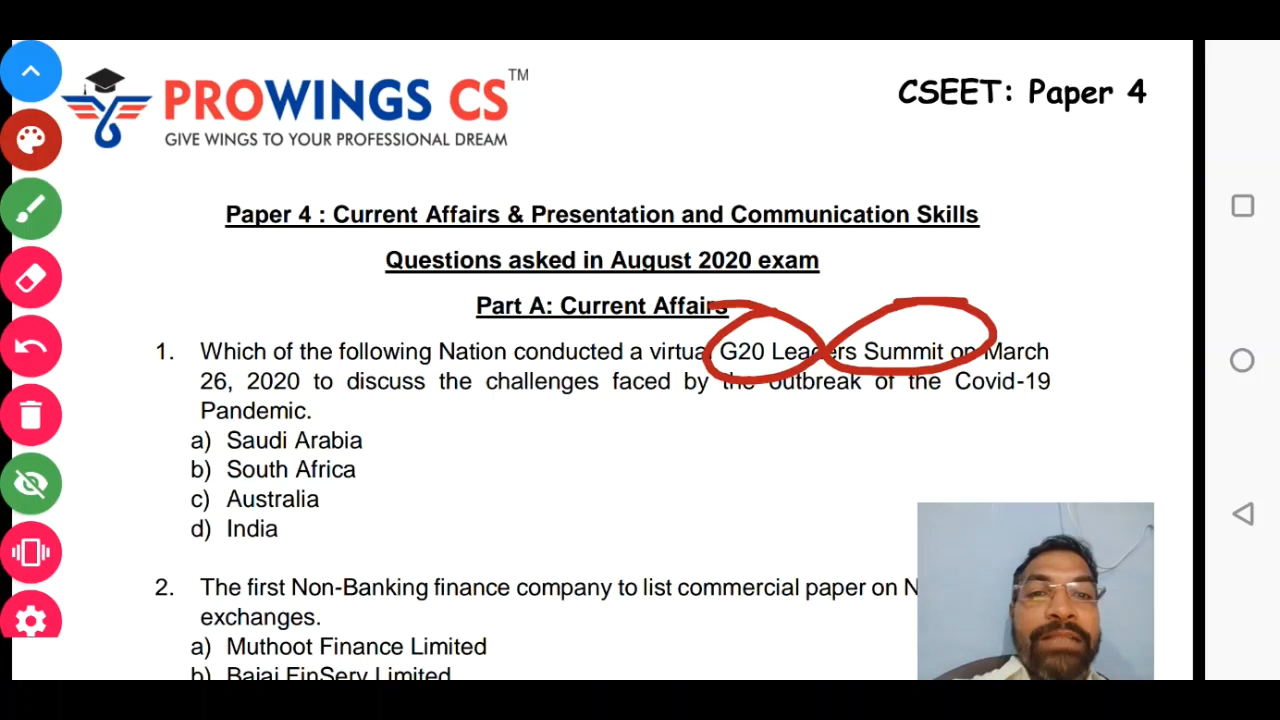 PROWINGS CS™
CSEET: Paper 4
GIVE WINGS TO YOUR PROFESSIONAL DREAM
Paper 4 : Current Affairs & Presentation and Communication Skills
Questions asked in August 2020 exam
Part A: Current Affairs
1. Which of the following Nation conducted a virtual G20 Leaders Summit on March
26, 2020 to discuss the challenges faced by the outbreak of the Covid-19
Pandemic.
a) Saudi Arabia
b) South Africa
c) Australia
d) India
2. The first Non-Banking finance company to list commercial paper on N
exchanges.
a) Muthoot Finance Limited
b) Bajaj FinServ Limited